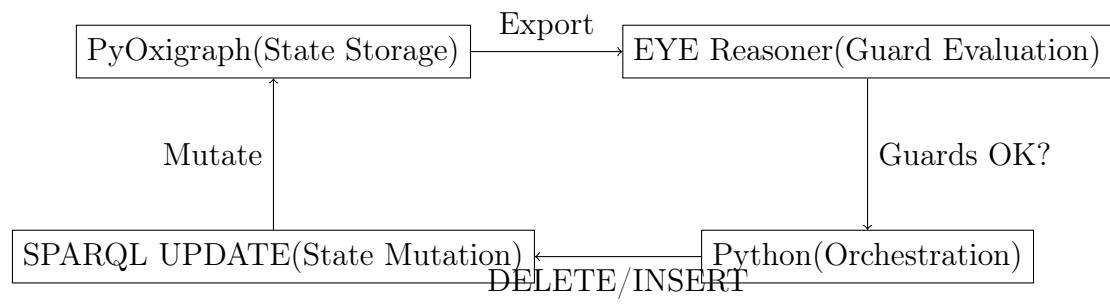 Export
PyOxigraph(State Storage)
EYE Reasoner(Guard Evaluation)
Mutate
Guards OK?
SPARQL UPDATE(State Mutation)
Python(Orchestration)
DELETE/INSERT